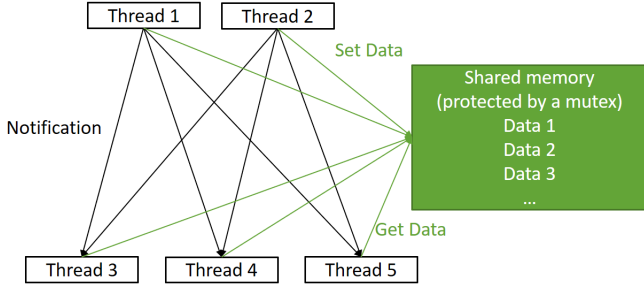 Thread 1
Thread 2
Set Data
Shared memory
(protected by a mutex)
Data 1
Data 2
Data 3
...
Notification
Get Data
Thread 3
Thread 4
Thread 5